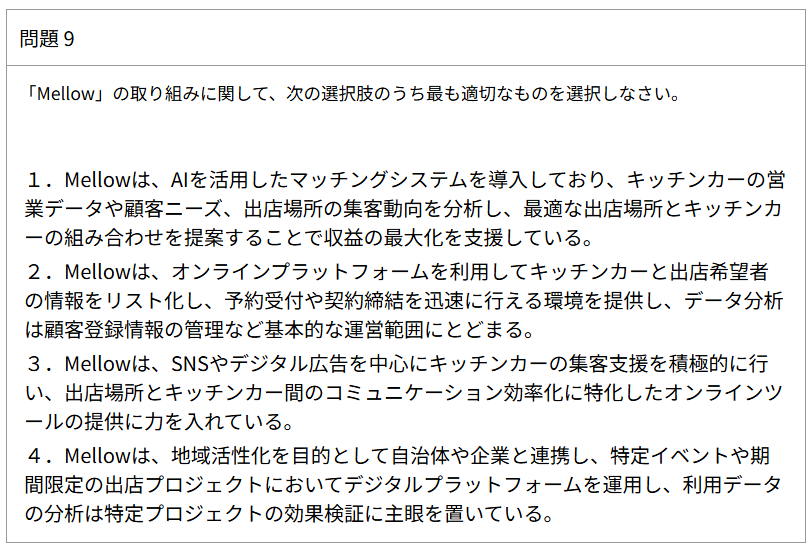 問題 9
「Mellow」の取り組みに関して、次の選択肢のうち最も適切なものを選択しなさい。
１．Mellowは、AIを活用したマッチングシステムを導入しており、キッチンカーの営
業データや顧客ニーズ、出店場所の集客動向を分析し、最適な出店場所とキッチンカ
ーの組み合わせを提案することで収益の最大化を支援している。
２．Mellowは、オンラインプラットフォームを利用してキッチンカーと出店希望者
の情報をリスト化し、予約受付や契約締結を迅速に行える環境を提供し、データ分析
は顧客登録情報の管理など基本的な運営範囲にとどまる。
３．Mellowは、SNSやデジタル広告を中心にキッチンカーの集客支援を積極的に行
い、出店場所とキッチンカー間のコミュニケーション効率化に特化したオンラインツ
ールの提供に力を入れている。
４．Mellowは、地域活性化を目的として自治体や企業と連携し、特定イベントや期
間限定の出店プロジェクトにおいてデジタルプラットフォームを運用し、利用データ
の分析は特定プロジェクトの効果検証に主眼を置いている。